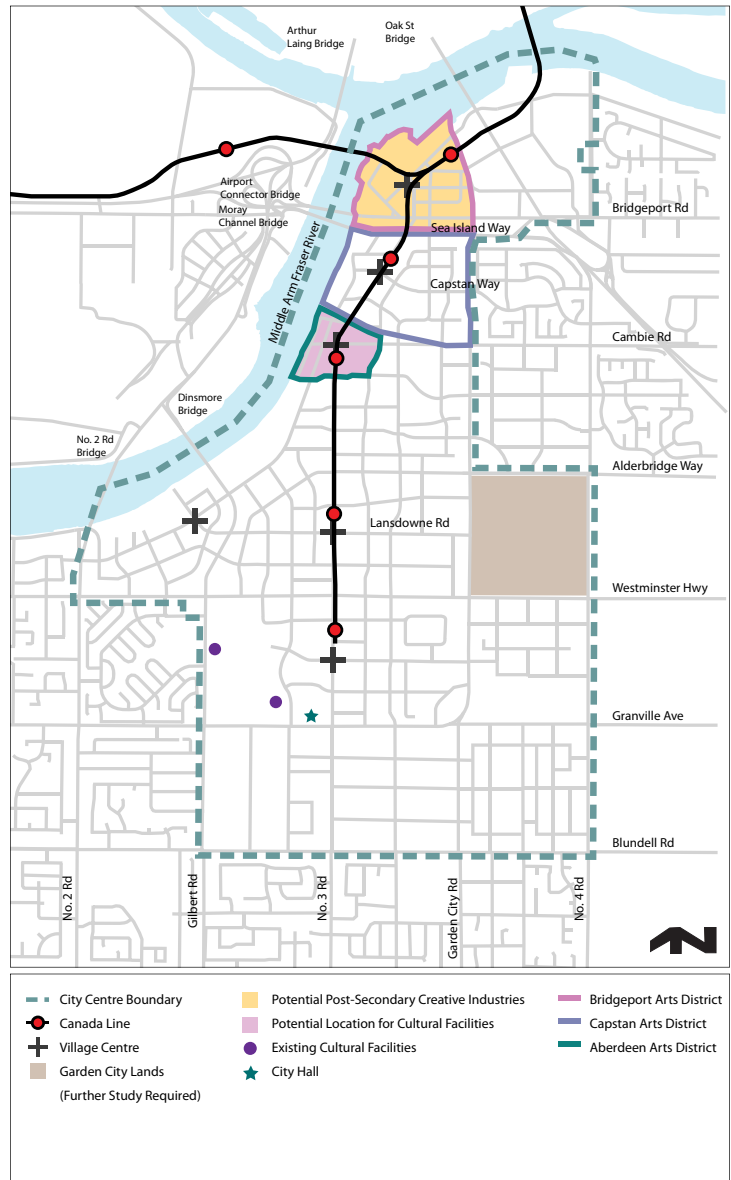 Arthur
Laing Bridge
Oak St
Bridge
Airport
Connector Bridge
Moray
Channel Bridge
Bridgeport Rd
Sea Island Way
Middle Arm Fraser River
Capstan Way
Cambie Rd
Dinsmore
Bridge
No. 2 Rd
Bridge
Alderbridge Way
Lansdowne Rd
Westminster Hwy
Granville Ave
Blundell Rd
No. 2 Rd
Gilbert Rd
No. 3 Rd
Garden City Rd
No. 4 Rd
N
City Centre Boundary
Canada Line
Village Centre
Garden City Lands
(Further Study Required)
Potential Post-Secondary Creative Industries
Potential Location for Cultural Facilities
Existing Cultural Facilities
City Hall
Bridgeport Arts District
Capstan Arts District
Aberdeen Arts District